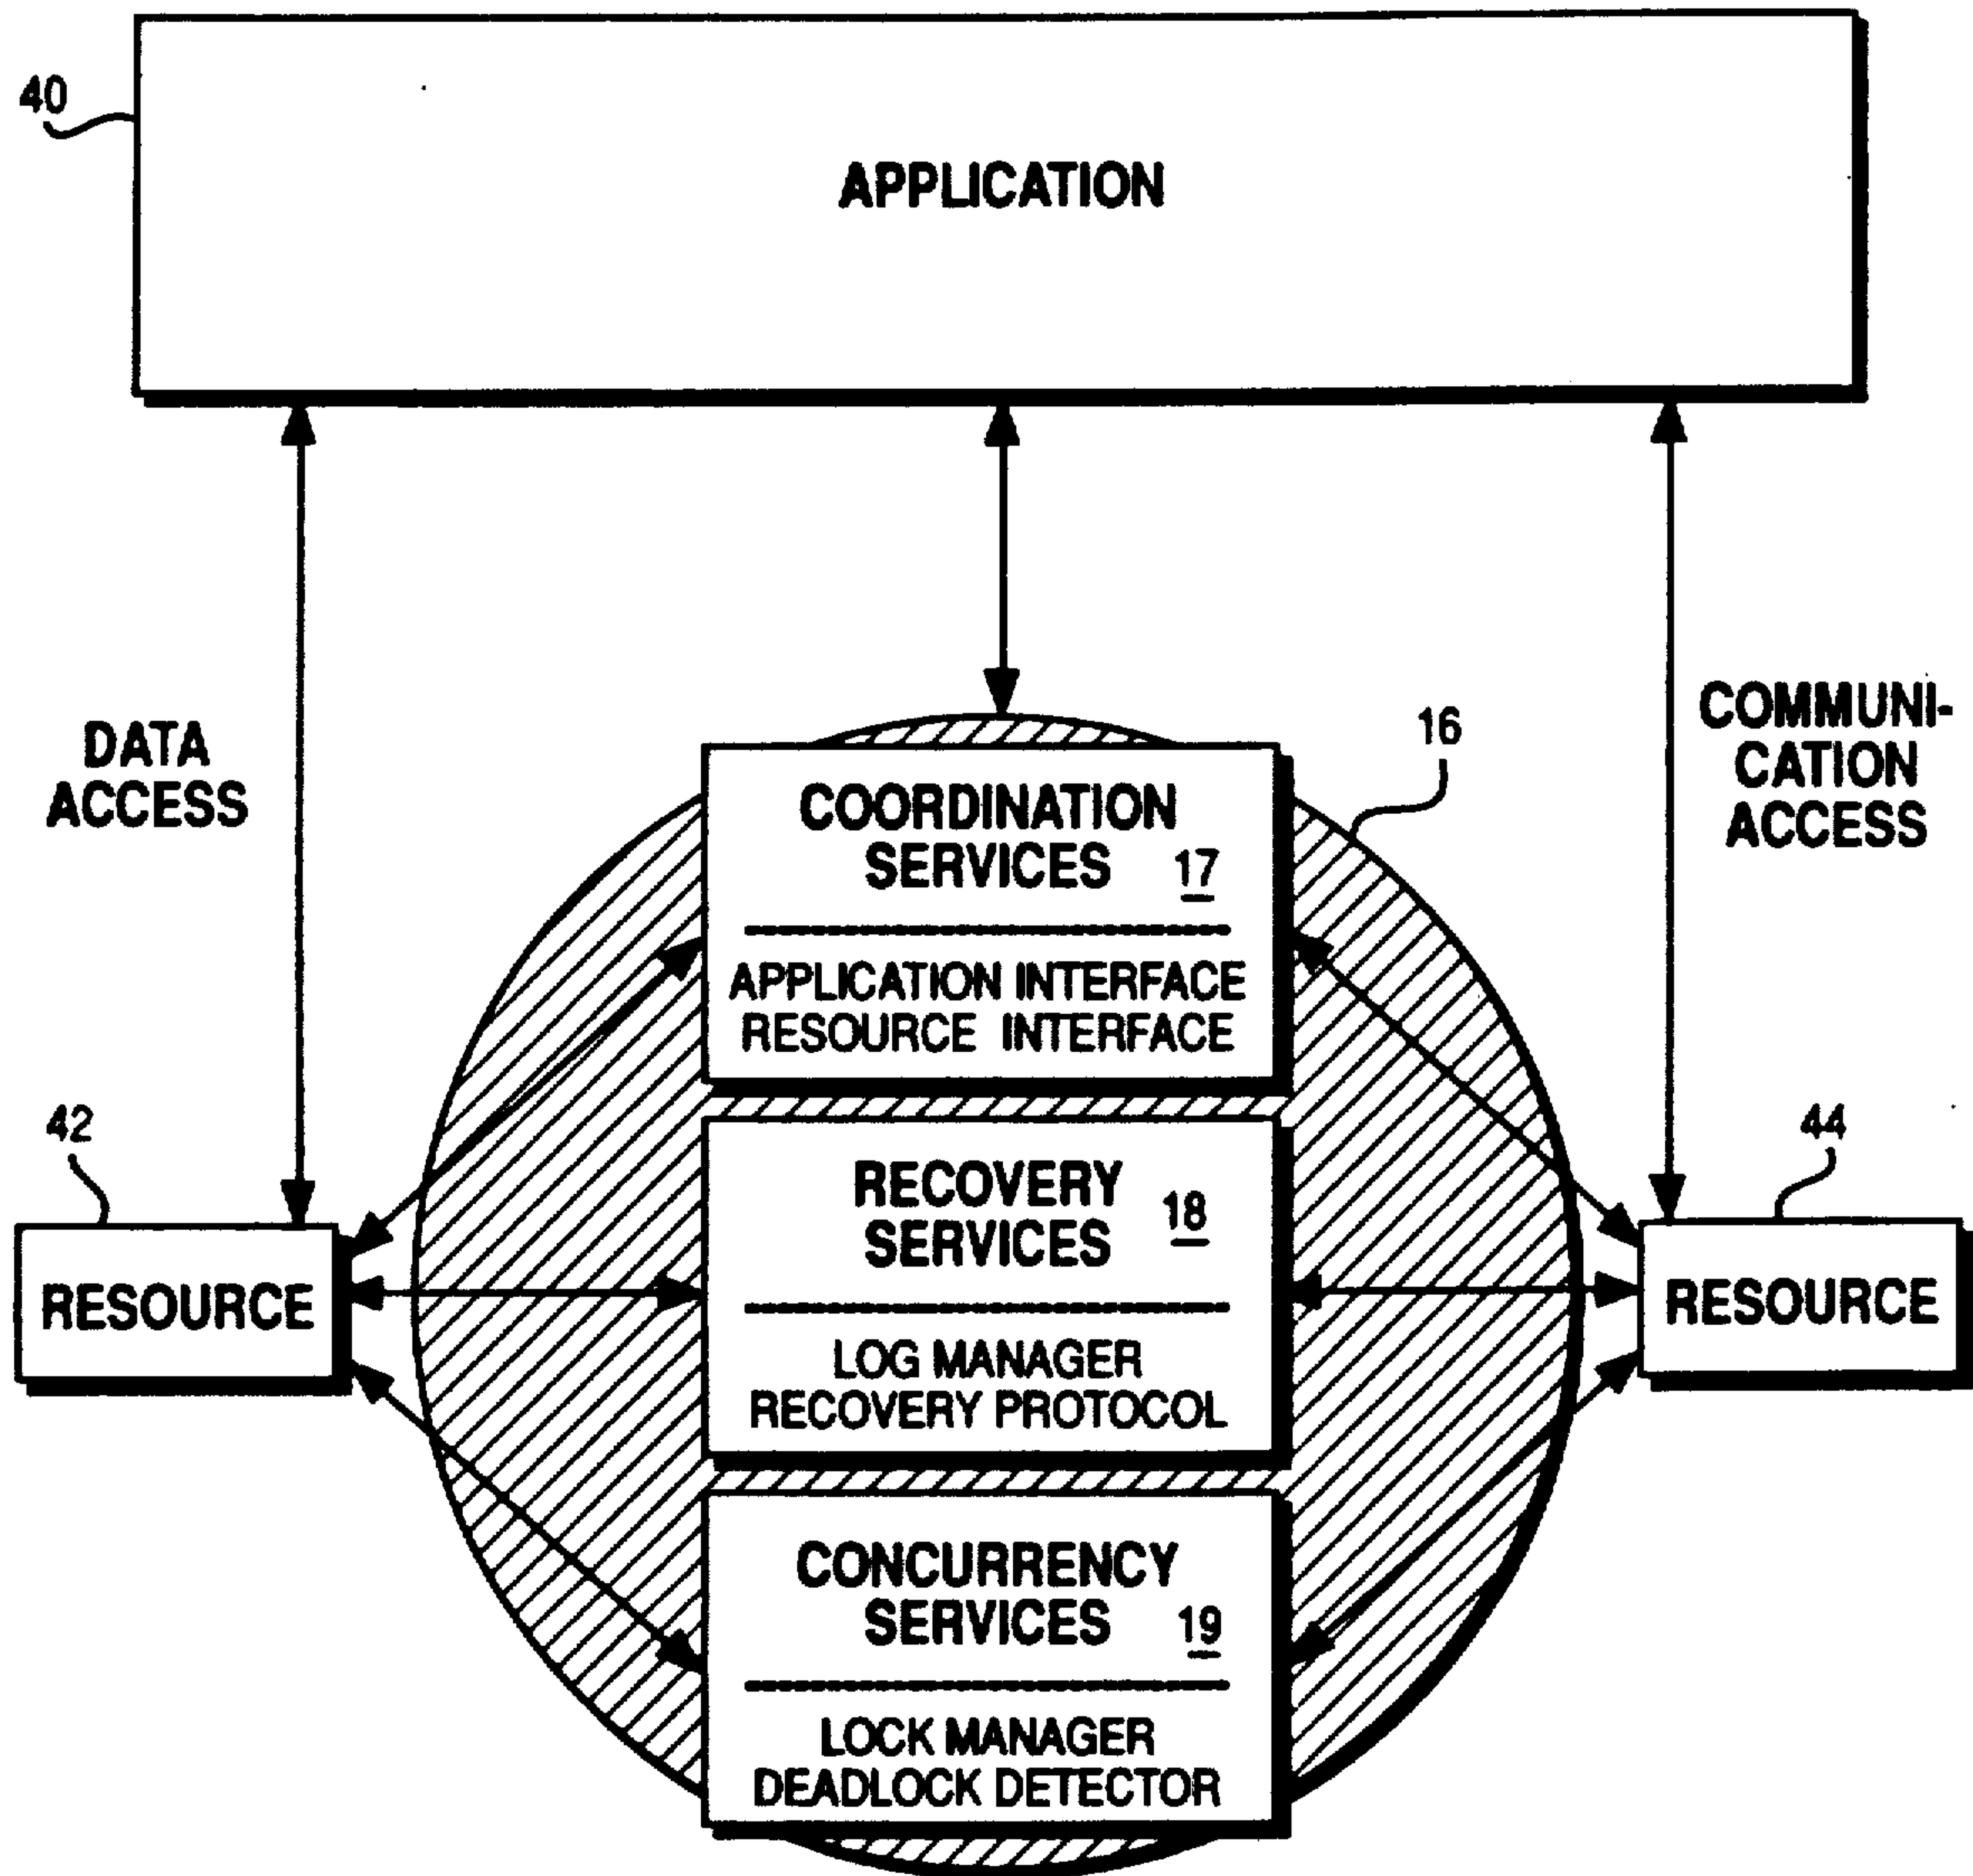 40
APPLICATION
DATA
ACCESS
COMMUNI-
CATION
ACCESS
16
COORDINATION
SERVICES 17
APPLICATION INTERFACE
RESOURCE INTERFACE
42
44
RESOURCE
RECOVERY
SERVICES 18
LOG MANAGER
RECOVERY PROTOCOL
RESOURCE
CONCURRENCY
SERVICES 19
LOCK MANAGER
DEADLOCK DETECTOR